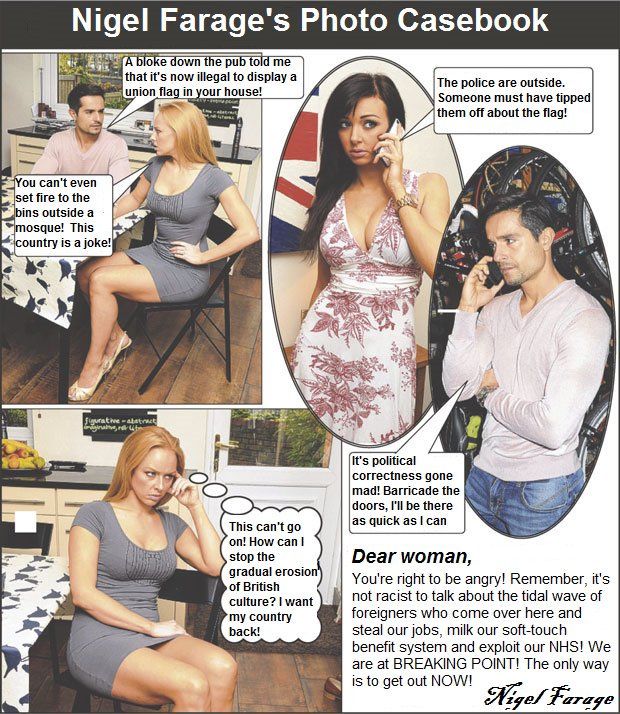 Nigel Farage's Photo Casebook
A bloke down the pub told me
that it's now illegal to display a
union flag in your house!
You can't even
set fire to the
bins outside a
mosque! This
country is a joke!
The police are outside.
Someone must have tipped
them off about the flag!
It's political
correctness gone
mad! Barricade the
doors, I'll be there
as quick as I can
figurative - abstract
This can't go
on! How can I
stop the
gradual erosion
of British
culture? I want
my country
back!
Dear woman,
You're right to be angry! Remember, it's
not racist to talk about the tidal wave of
foreigners who come over here and
steal our jobs, milk our soft-touch
benefit system and exploit our NHS! We
are at BREAKING POINT! The only way
is to get out NOW!
Nigel Farage